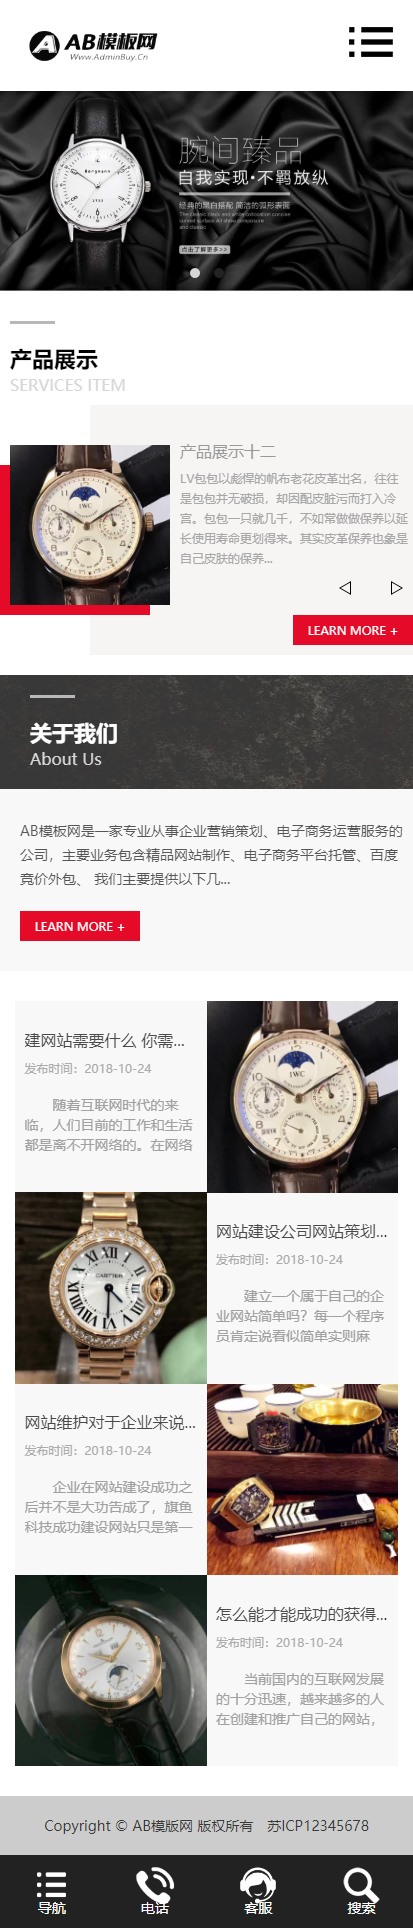 AB模板网
Www.AdminBuy.Cn
Bergmann
腕间臻品
自我实现·不羁放纵
经典的黑白搭配 简洁的弧形表圈
点击了解更多>>
产品展示
SERVICES ITEM
产品展示十二
LV包包以彪悍的帆布老花皮革出名，往往
是包包并无破损，却因配皮脏污而打入冷
宫。包包一只就几千，不如常做做保养以延
长使用寿命更划得来。其实皮革保养也象是
自己皮肤的保养...
IWC
LEARN MORE +
关于我们
About Us
AB模板网是一家专业从事企业营销策划、电子商务运营服务的
公司，主要业务包含精品网站制作、电子商务平台托管、百度
竞价外包、 我们主要提供以下几...
LEARN MORE +
建网站需要什么 你需...
发布时间：2018-10-24
随着互联网时代的来
临，人们目前的工作和生活
都是离不开网络的。在网络
IWC
CARTIER
网站建设公司网站策划...
发布时间：2018-10-24
建立一个属于自己的企
业网站简单吗？每一个程序
员肯定说看似简单实则麻
网站维护对于企业来说...
发布时间：2018-10-24
企业在网站建设成功之
后并不是大功告成了，旗鱼
科技成功建设网站只是第一
怎么能才能成功的获得...
发布时间：2018-10-24
当前国内的互联网发展
的十分迅速，越来越多的人
在创建和推广自己的网站，
Copyright © AB模版网 版权所有 苏ICP12345678
导航
电话
客服
搜索